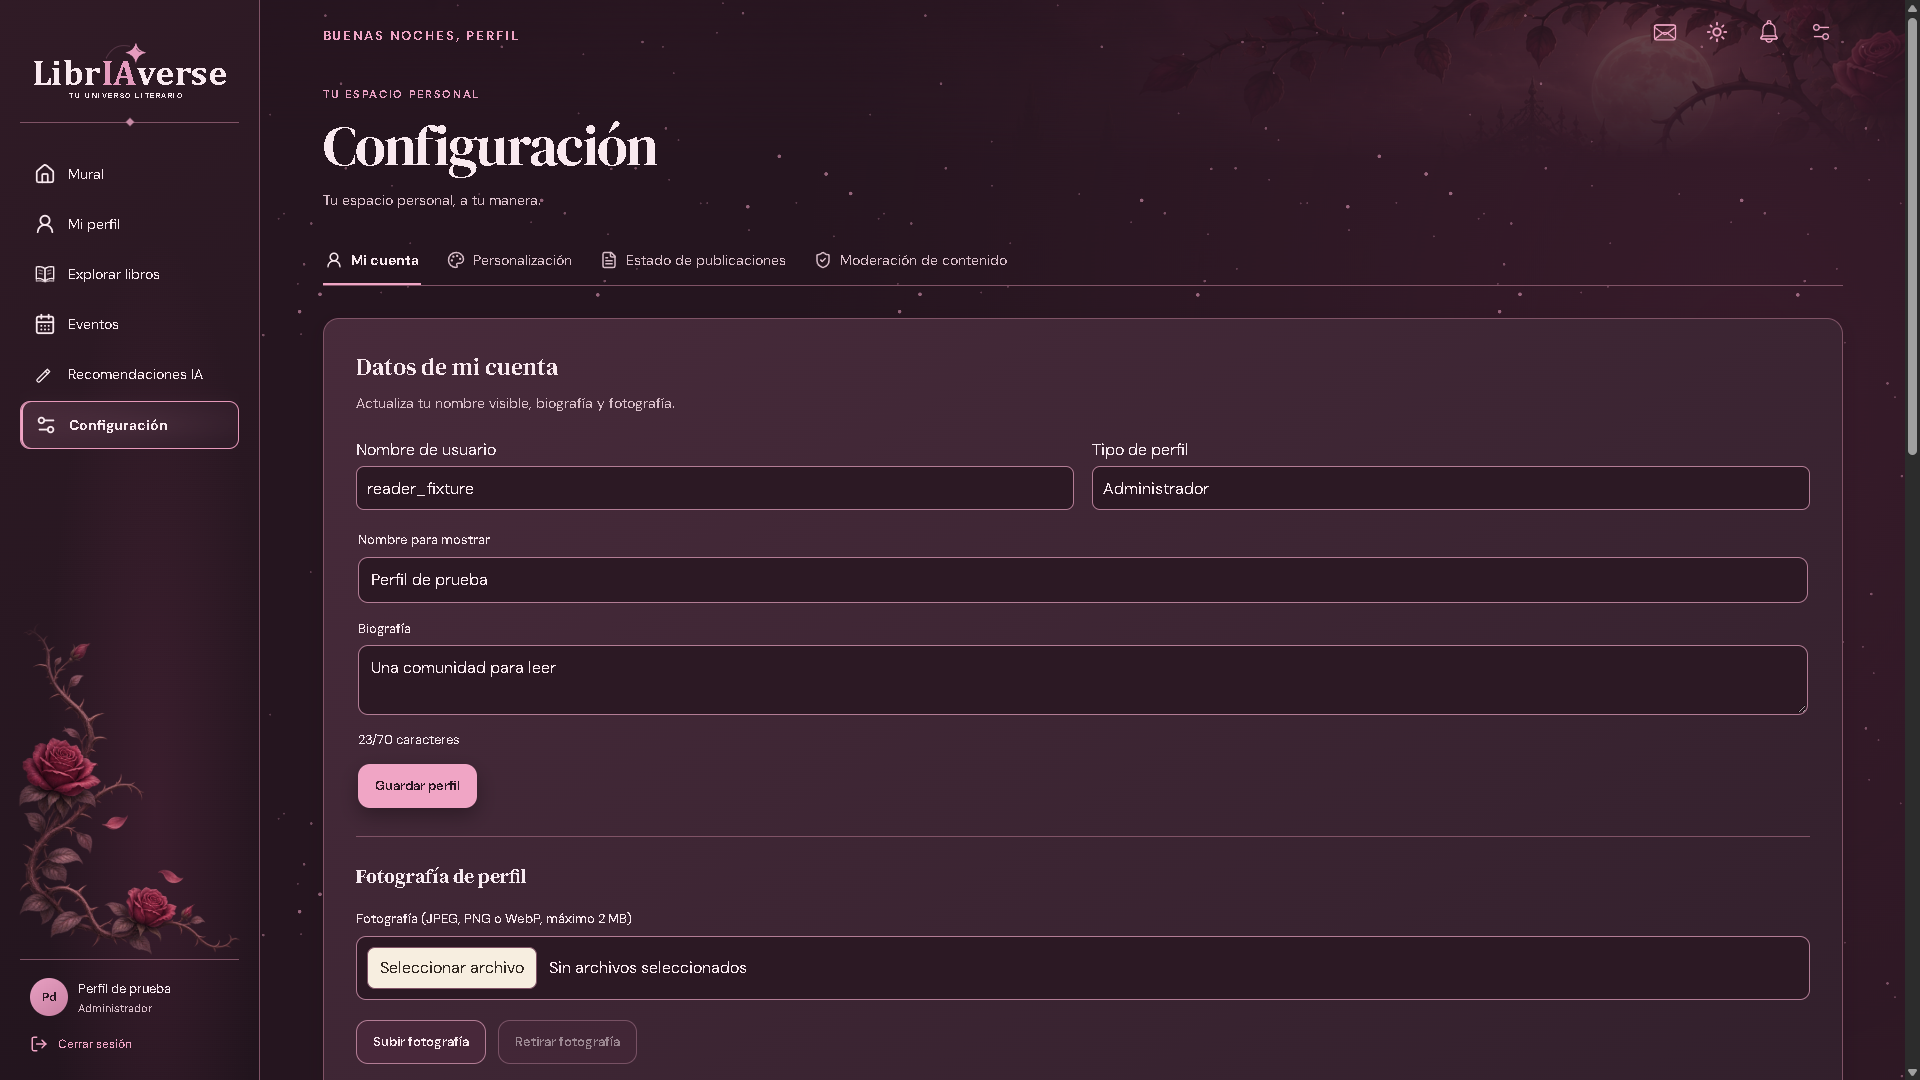 LibrIAverse
TU UNIVERSO LITERARIO
Mural
Mi perfil
Explorar libros
Eventos
Recomendaciones IA
Configuración
Pd
Perfil de prueba
Administrador
Cerrar sesión
BUENAS NOCHES, PERFIL
TU ESPACIO PERSONAL
Configuración
Tu espacio personal, a tu manera.
Mi cuenta Personalización Estado de publicaciones Moderación de contenido
Datos de mi cuenta
Actualiza tu nombre visible, biografía y fotografía.
Nombre de usuario Tipo de perfil
reader_fixture Administrador
Nombre para mostrar
Perfil de prueba
Biografía
Una comunidad para leer
23/70 caracteres
Guardar perfil
Fotografía de perfil
Fotografía (JPEG, PNG o WebP, máximo 2 MB)
Seleccionar archivo Sin archivos seleccionados
Subir fotografía Retirar fotografía